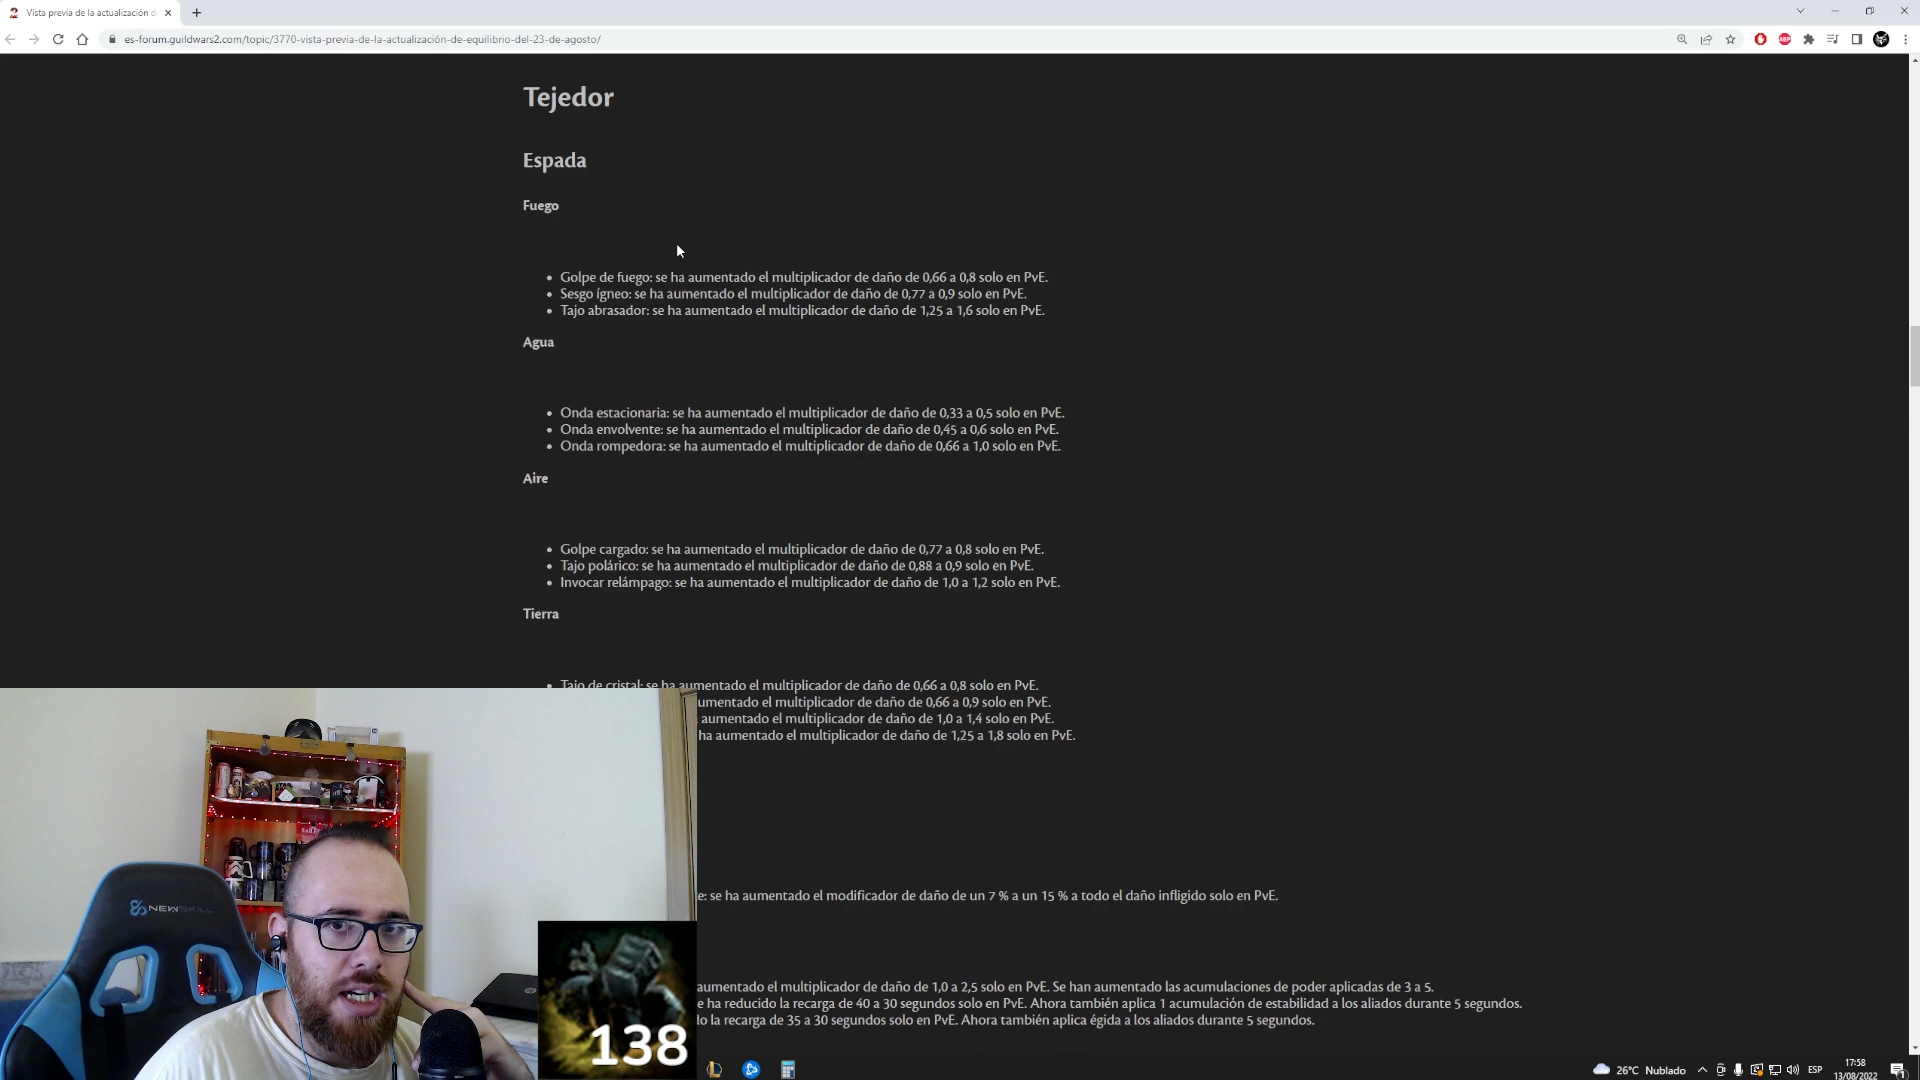 Vista previa de la actualización d
es-forum.guildwars2.com/topic/3770-vista-previa-de-la-actualización-de-equilibrio-del-23-de-agosto/
ABP
Tejedor
Espada
Fuego
• Golpe de fuego: se ha aumentado el multiplicador de daño de 0,66 a 0,8 solo en PvE.
• Sesgo ígneo: se ha aumentado el multiplicador de daño de 0,77 a 0,9 solo en PvE.
• Tajo abrasador: se ha aumentado el multiplicador de daño de 1,25 a 1,6 solo en PvE.
Agua
• Onda estacionaria: se ha aumentado el multiplicador de daño de 0,33 a 0,5 solo en PvE.
• Onda envolvente: se ha aumentado el multiplicador de daño de 0,45 a 0,6 solo en PvE.
• Onda rompedora: se ha aumentado el multiplicador de daño de 0,66 a 1,0 solo en PvE.
Aire
• Golpe cargado: se ha aumentado el multiplicador de daño de 0,77 a 0,8 solo en PvE.
• Tajo polárico: se ha aumentado el multiplicador de daño de 0,88 a 0,9 solo en PvE.
• Invocar relámpago: se ha aumentado el multiplicador de daño de 1,0 a 1,2 solo en PvE.
Tierra
• Tajo de cristal: se ha aumentado el multiplicador de daño de 0,66 a 0,8 solo en PvE.
umentado el multiplicador de daño de 0,66 a 0,9 solo en PvE.
aumentado el multiplicador de daño de 1,0 a 1,4 solo en PvE.
ha aumentado el multiplicador de daño de 1,25 a 1,8 solo en PvE.
e: se ha aumentado el modificador de daño de un 7 % a un 15 % a todo el daño infligido solo en PvE.
aumentado el multiplicador de daño de 1,0 a 2,5 solo en PvE. Se han aumentado las acumulaciones de poder aplicadas de 3 a 5.
e ha reducido la recarga de 40 a 30 segundos solo en PvE. Ahora también aplica 1 acumulación de estabilidad a los aliados durante 5 segundos.
lo la recarga de 35 a 30 segundos solo en PvE. Ahora también aplica égida a los aliados durante 5 segundos.
NEWSKILL
138
26°C Nublado
ESP
17:58
13/08/2022